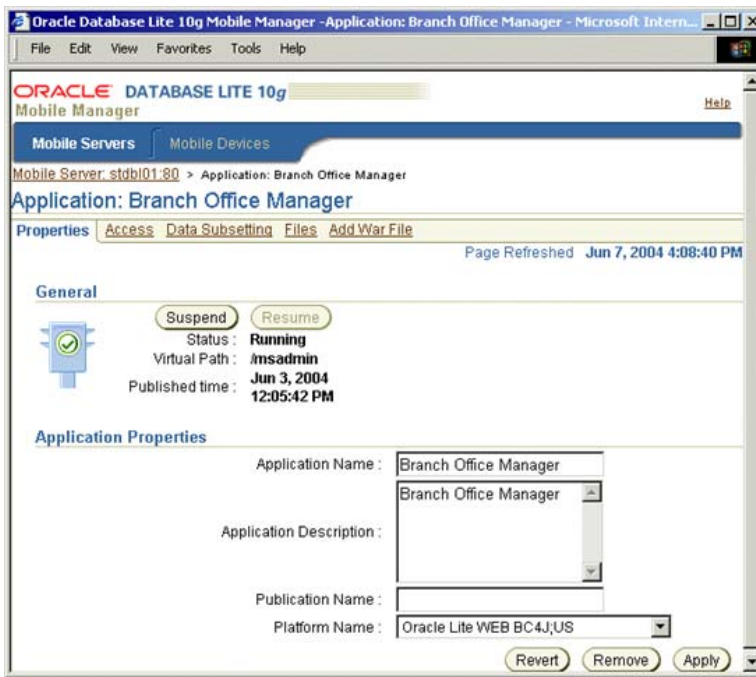 Oracle Database Lite 10g Mobile Manager -Application: Branch Office Manager - Microsoft Intern...
File Edit View Favorites Tools Help
ORACLE DATABASE LITE 10g
Mobile Manager
Help
Mobile Servers Mobile Devices
Mobile Server: stdbl01:80 > Application: Branch Office Manager
Application: Branch Office Manager
Properties Access Data Subsetting Files Add War File
Page Refreshed Jun 7, 2004 4:08:40 PM
General
Suspend Resume
Status : Running
Virtual Path : /msadmin
Published time : Jun 3, 2004
12:05:42 PM
Application Properties
Application Name : Branch Office Manager
Application Description : Branch Office Manager
Publication Name :
Platform Name : Oracle Lite WEB BC4J;US
Revert Remove Apply